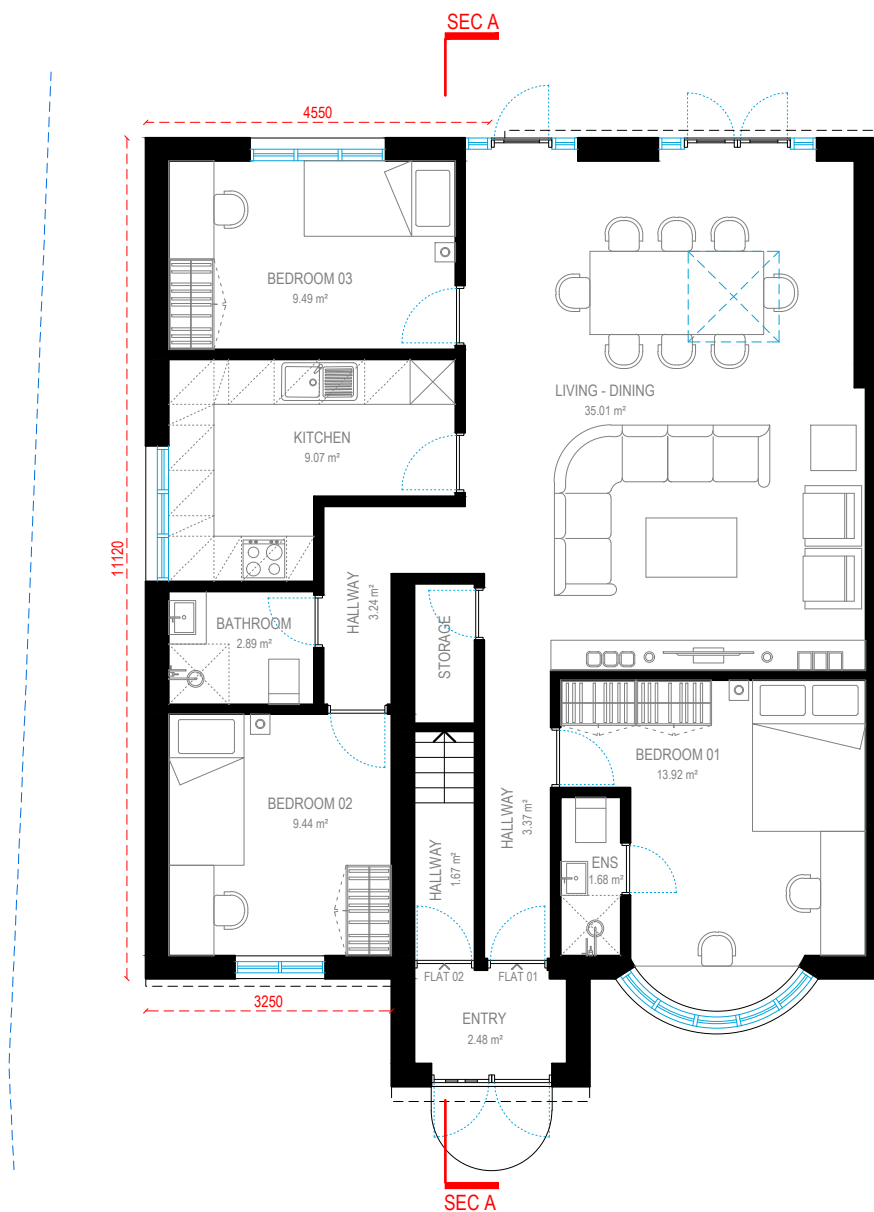 SEC A
4550
BEDROOM 03
9.49 m²
LIVING - DINING
35.01 m²
KITCHEN
9.07 m²
11120
HALLWAY
3.24 m²
BATHROOM
2.89 m²
STORAGE
BEDROOM 01
13.92 m²
BEDROOM 02
9.44 m²
HALLWAY
3.37 m²
HALLWAY
1.67 m²
ENS
1.68 m²
FLAT 02
FLAT 01
3250
ENTRY
2.48 m²
SEC A